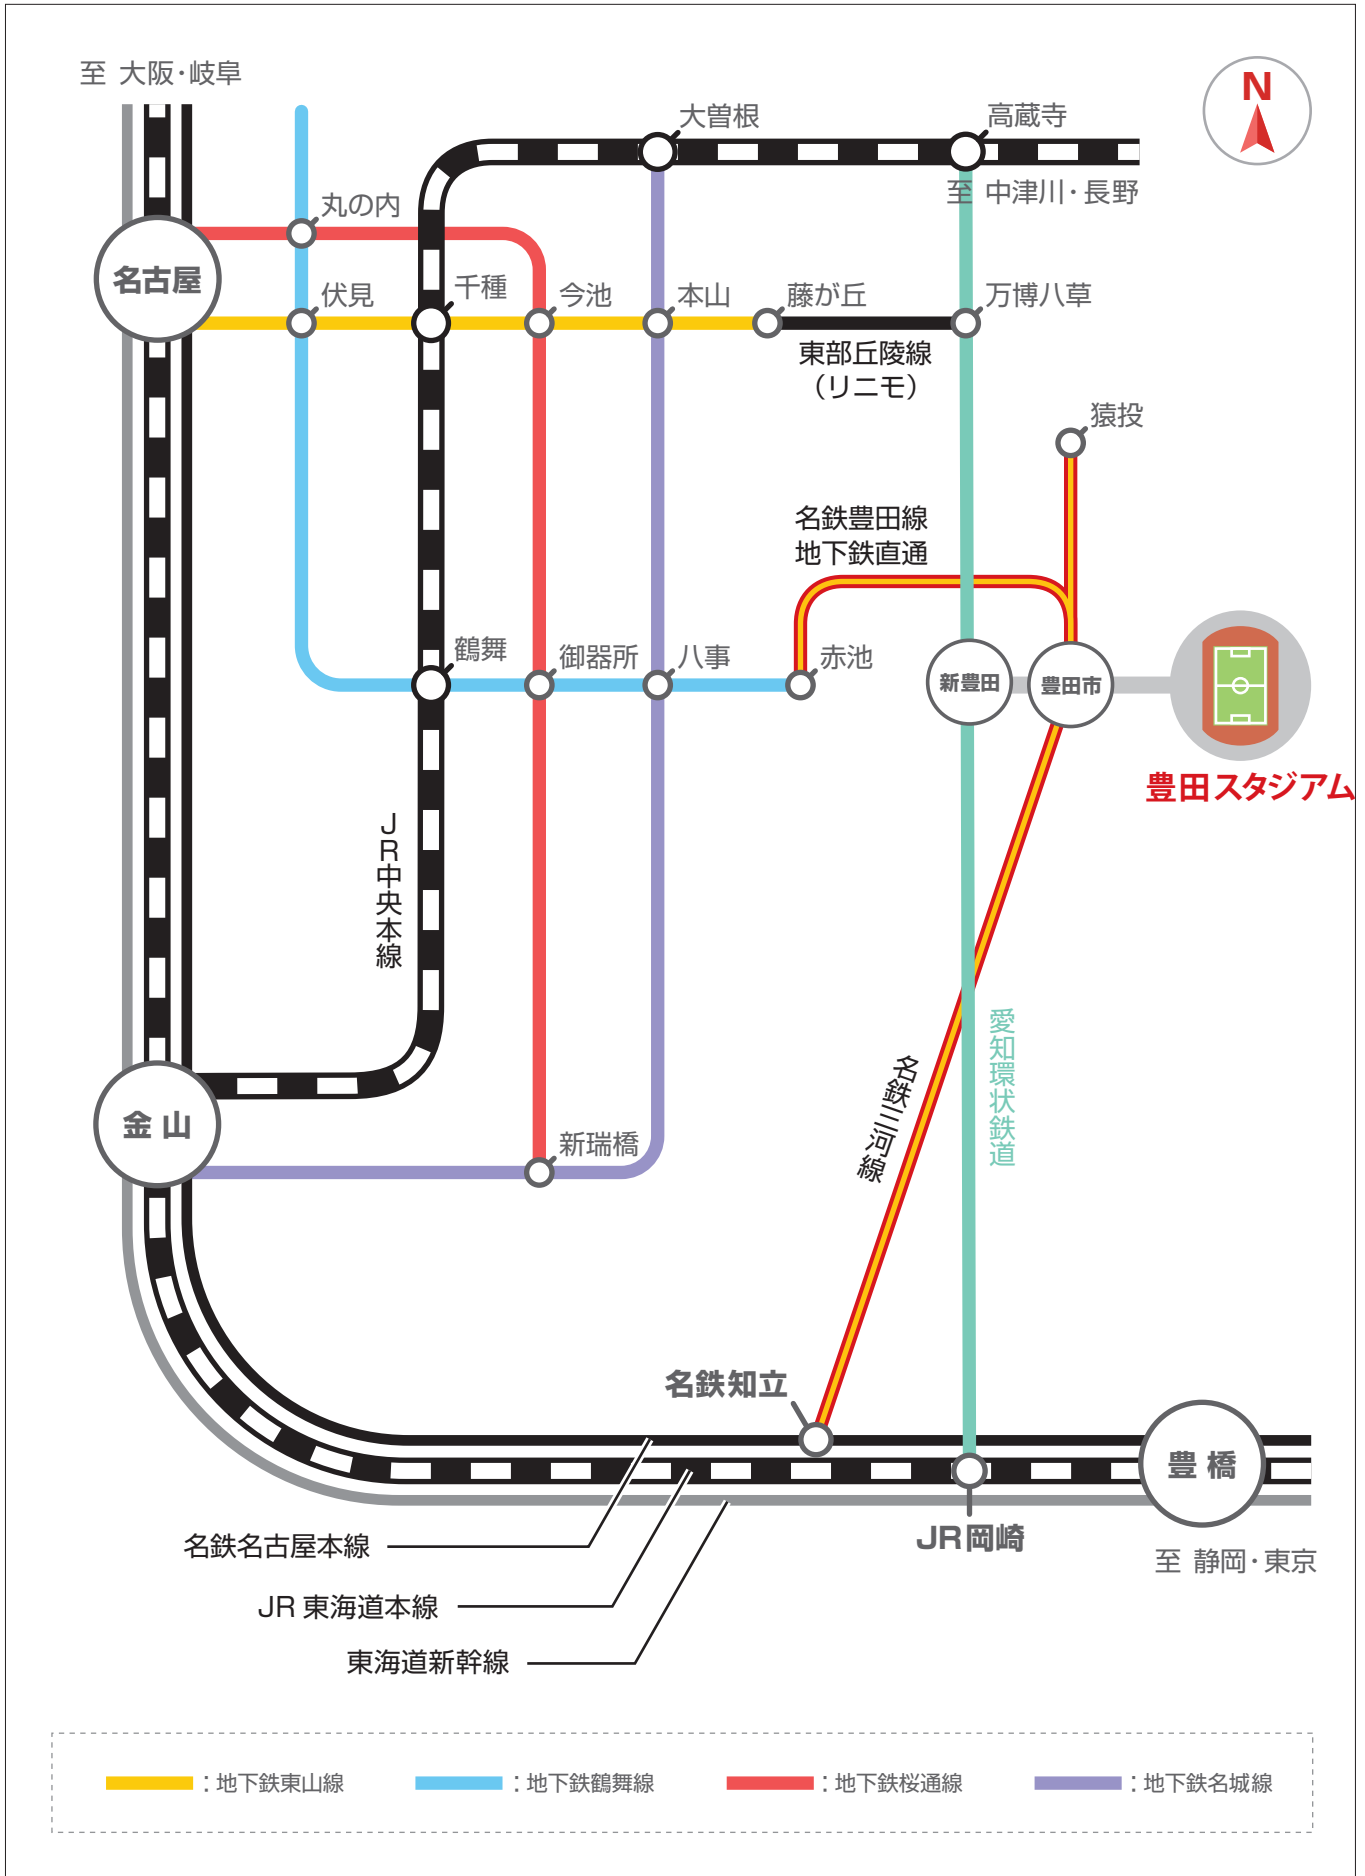 至 大阪・岐阜
N
大曽根
高蔵寺
至 中津川・長野
丸の内
名古屋
伏見
千種
今池
本山
藤が丘
万博八草
東部丘陵線
（リニモ）
猿投
名鉄豊田線
地下鉄直通
鶴舞
御器所
八事
赤池
新豊田
豊田市
豊田スタジアム
JR中央本線
愛知環状鉄道
名鉄三河線
金山
新瑞橋
名鉄知立
豊橋
JR岡崎
至 静岡・東京
名鉄名古屋本線
JR 東海道本線
東海道新幹線
：地下鉄東山線
：地下鉄鶴舞線
：地下鉄桜通線
：地下鉄名城線